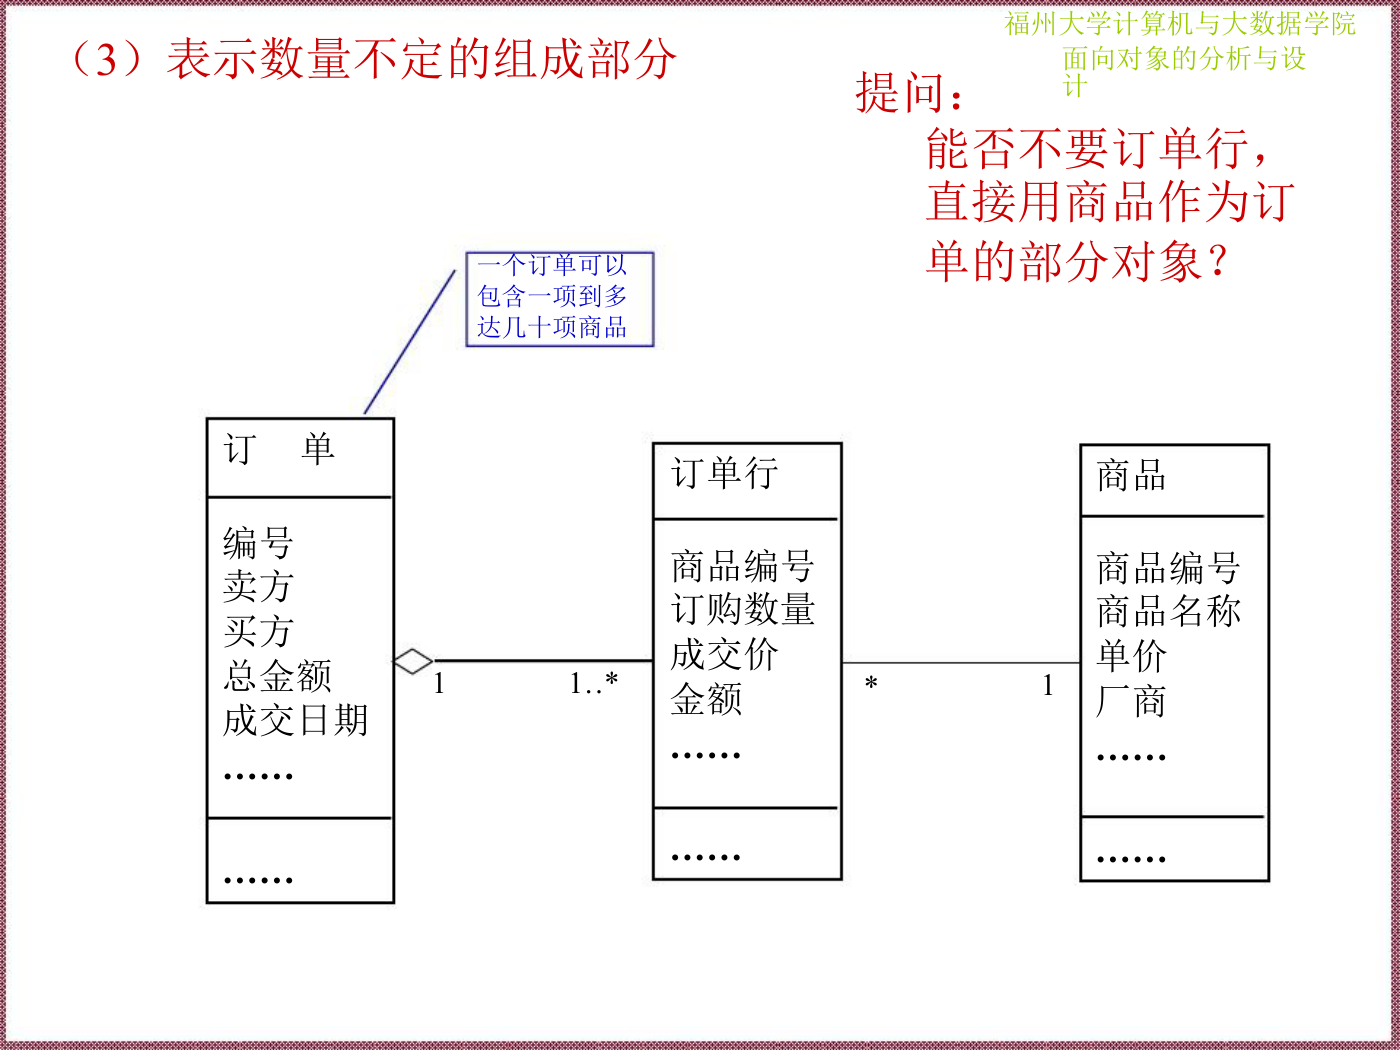 福州大学计算机与大数据学院
面向对象的分析与设
计
（3）表示数量不定的组成部分
提问：
能否不要订单行，
直接用商品作为订
单的部分对象？
一个订单可以
包含一项到多
达几十项商品
订 单
编号
卖方
买方
总金额
成交日期
……
……
1
1..*
订单行
商品编号
订购数量
成交价
金额
……
……
*
1
商品
商品编号
商品名称
单价
厂商
……
……